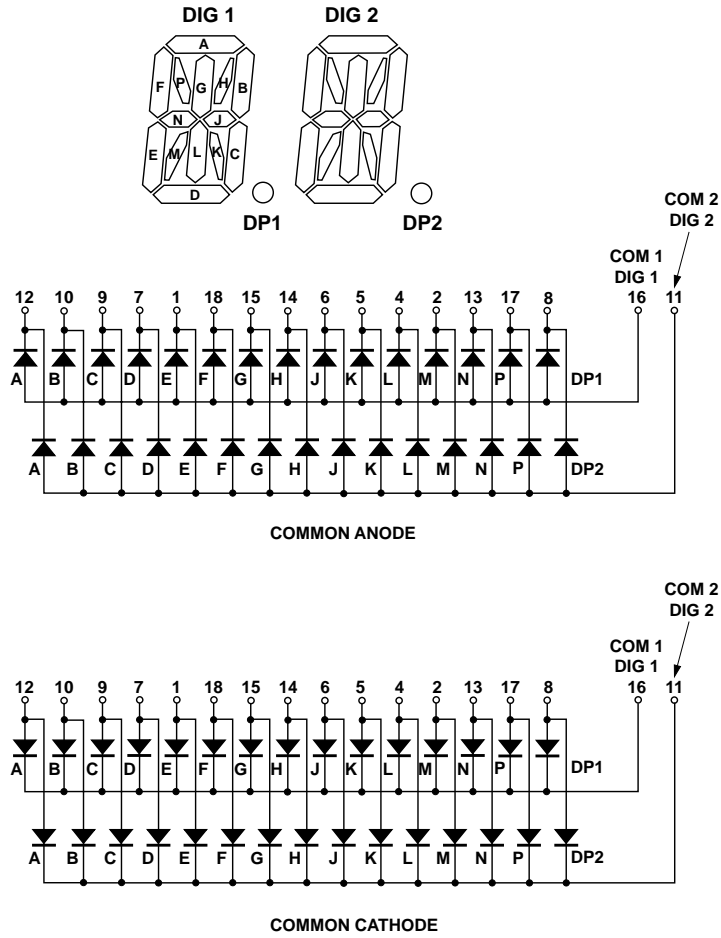 DIG 1 DIG 2
A
F P G H B
N J
E M L K C
D
DP1 DP2
COM 2
DIG 2
COM 1
DIG 1
12 10 9 7 1 18 15 14 6 5 4 2 13 17 8 16 11
A B C D E F G H J K L M N P DP1
A B C D E F G H J K L M N P DP2
COMMON ANODE
COM 2
DIG 2
COM 1
DIG 1
12 10 9 7 1 18 15 14 6 5 4 2 13 17 8 16 11
A B C D E F G H J K L M N P DP1
A B C D E F G H J K L M N P DP2
COMMON CATHODE